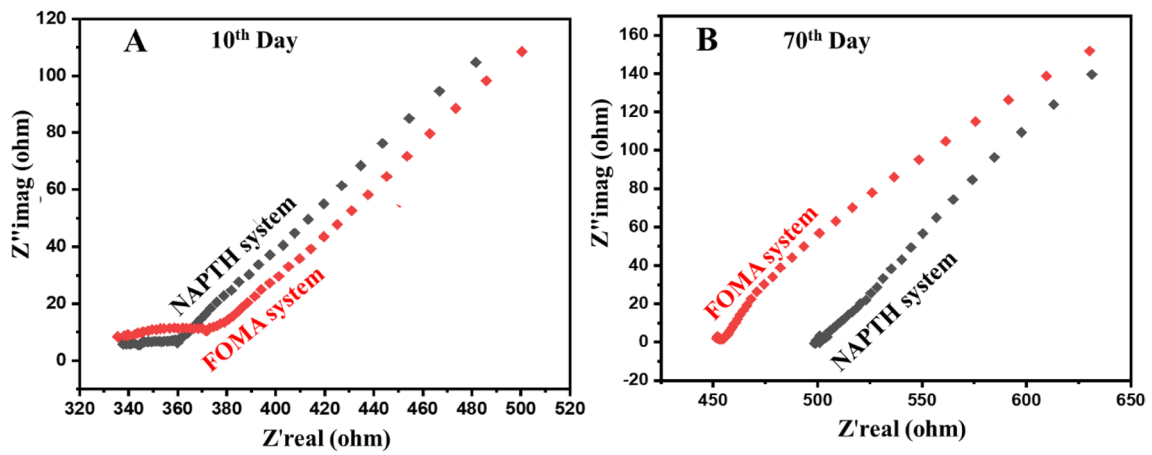 A
10th Day
120
100
80
60
40
20
0
Z''imag (ohm)
NAPTH system
FOMA system
320 340 360 380 400 420 440 460 480 500 520
Z'real (ohm)
B
70th Day
160
140
120
100
80
60
40
20
0
-20
Z''imag (ohm)
FOMA system
NAPTH system
450 500 550 600 650
Z'real (ohm)